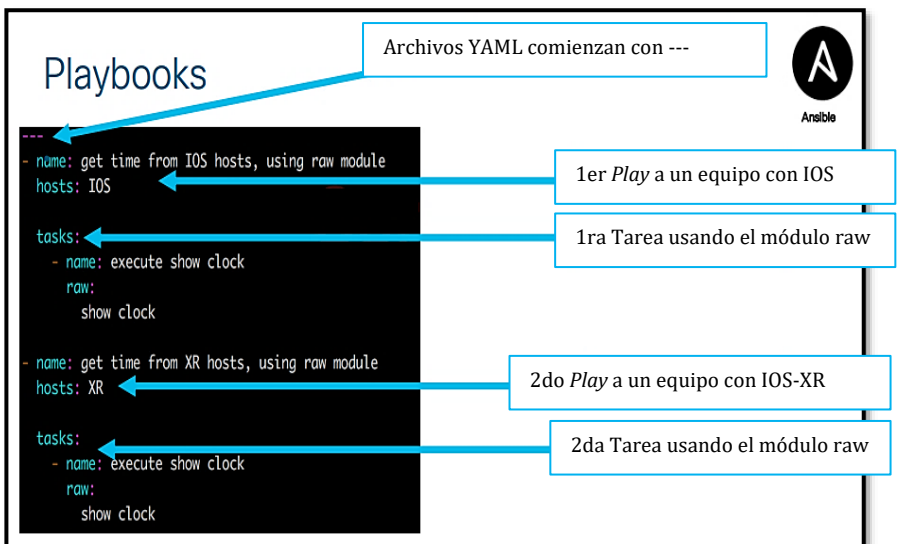 Playbooks
Archivos YAML comienzan con ---
Ansible
---
- name: get time from IOS hosts, using raw module
hosts: IOS
1er Play a un equipo con IOS
tasks:
1ra Tarea usando el módulo raw
- name: execute show clock
raw:
show clock
- name: get time from XR hosts, using raw module
hosts: XR
2do Play a un equipo con IOS-XR
tasks:
2da Tarea usando el módulo raw
- name: execute show clock
raw:
show clock